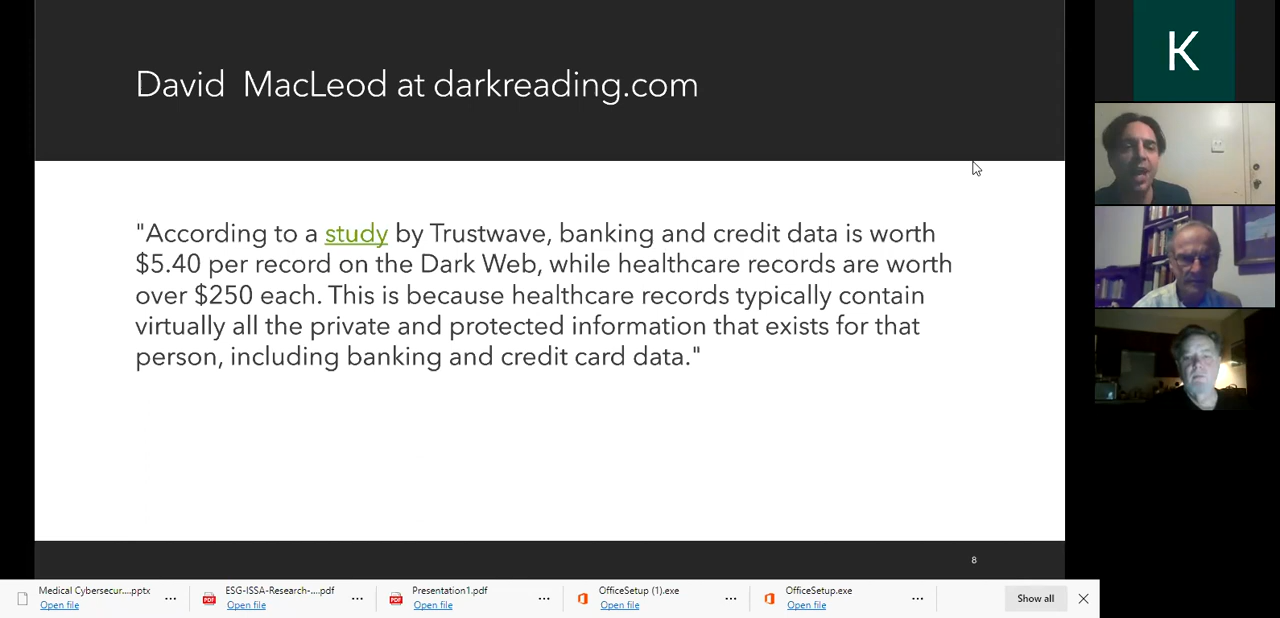 David  MacLeod at darkreading.com
"According to a study by Trustwave, banking and credit data is worth
$5.40 per record on the Dark Web, while healthcare records are worth
over $250 each. This is because healthcare records typically contain
virtually all the private and protected information that exists for that
person, including banking and credit card data."
8
K
Medical Cybersecur....pptx
Open file
ESG-ISSA-Research-....pdf
Open file
Presentation1.pdf
Open file
OfficeSetup (1).exe
Open file
OfficeSetup.exe
Open file
Show all